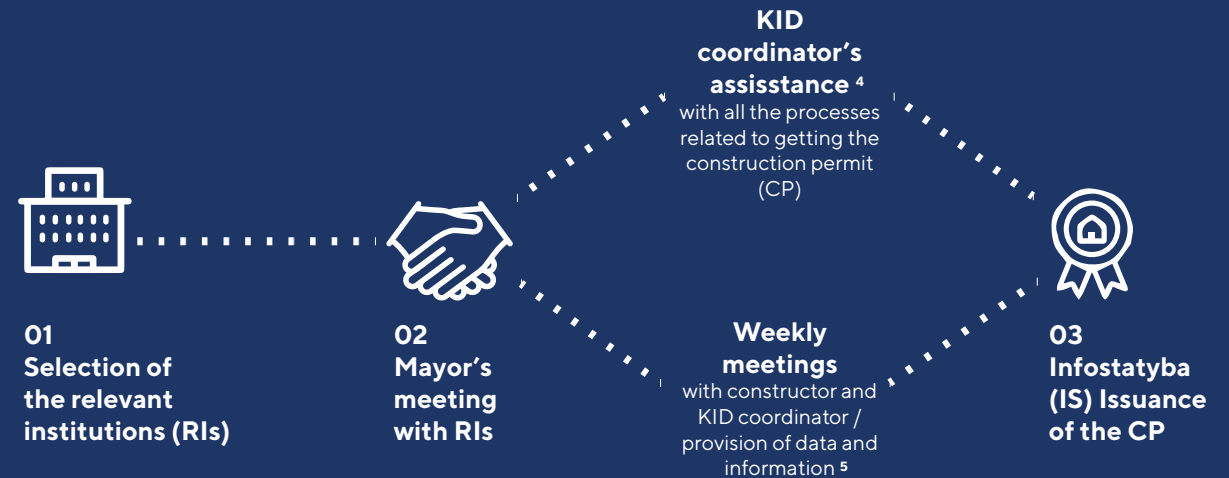 KID
coordinator’s
assisstance ⁴
with all the processes
related to getting the
construction permit
(CP)
01
Selection of
the relevant
institutions (RIs)
02
Mayor’s
meeting
with RIs
Weekly
meetings
with constructor and
KID coordinator /
provision of data and
information ⁵
03
Infostatyba
(IS) Issuance
of the CP